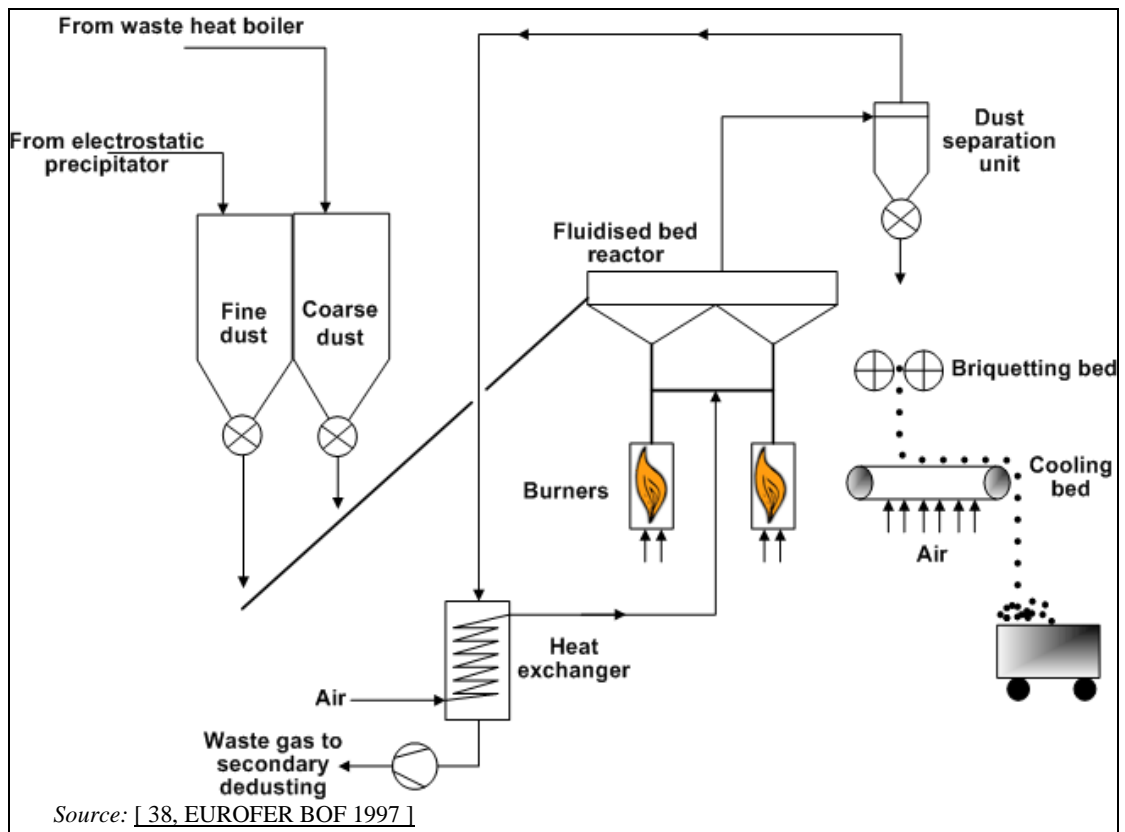 From waste heat boiler
From electrostatic
precipitator
Dust
separation
unit
Fluidised bed
reactor
Fine
dust
Coarse
dust
Briquetting bed
Cooling
bed
Burners
Air
Heat
exchanger
Air
Waste gas to
secondary
dedusting
Source: [ 38, EUROFER BOF 1997 ]